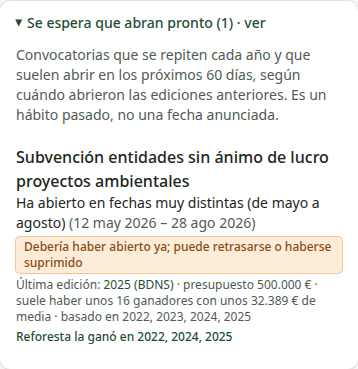 ▾ Se espera que abran pronto (1) · ver
Convocatorias que se repiten cada año y que
suelen abrir en los próximos 60 días, según
cuándo abrieron las ediciones anteriores. Es un
hábito pasado, no una fecha anunciada.
Subvención entidades sin ánimo de lucro
proyectos ambientales
Ha abierto en fechas muy distintas (de mayo a
agosto) (12 may 2026 – 28 ago 2026)
Debería haber abierto ya; puede retrasarse o haberse
suprimido
Última edición: 2025 (BDNS) · presupuesto 500.000 € ·
suele haber unos 16 ganadores con unos 32.389 € de
media · basado en 2022, 2023, 2024, 2025
Reforesta la ganó en 2022, 2024, 2025